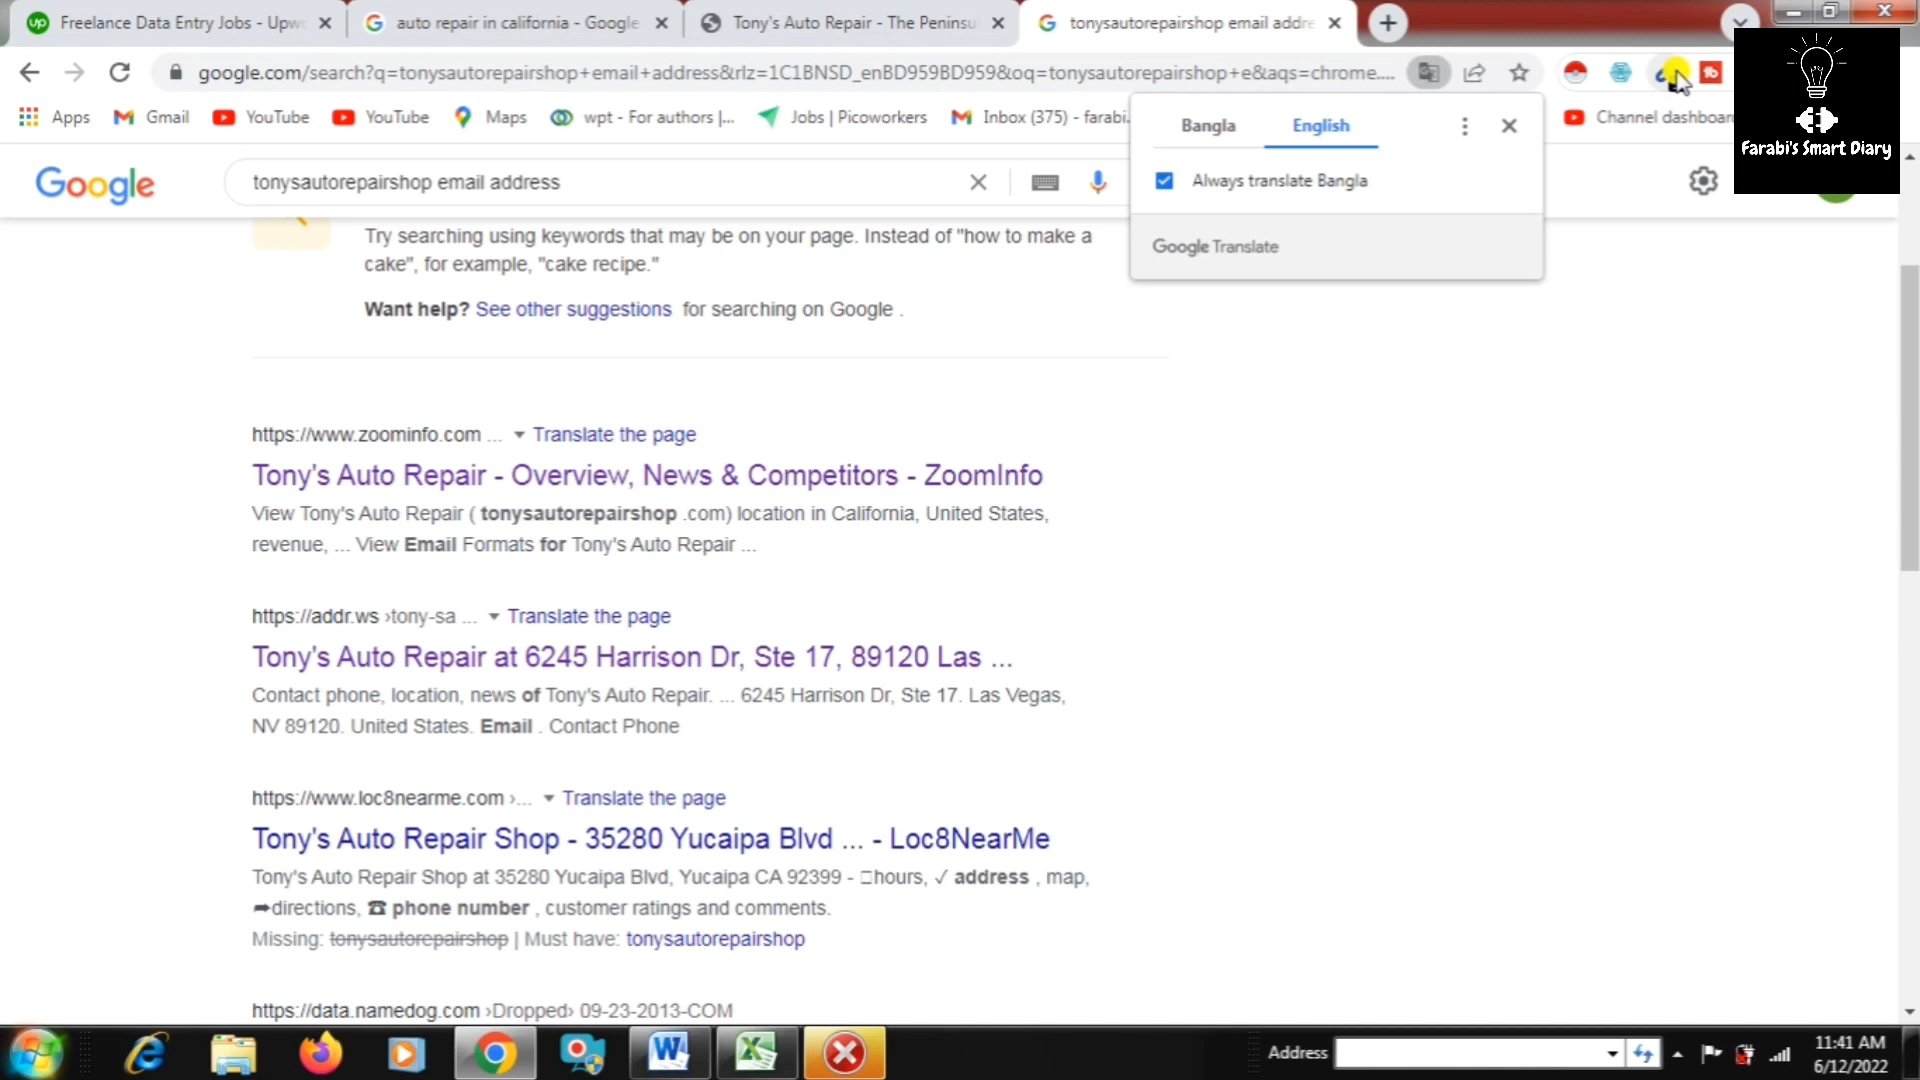 Freelance Data Entry Jobs - Upwo
auto repair in california - Google
Tony's Auto Repair - The Peninsu
tonysautorepairshop email addre
google.com/search?q=tonysautorepairshop+email+address&rlz=1C1BNSD_enBD959BD959&oq=tonysautorepairshop+e&aqs=chrome....
Apps
Gmail
YouTube
YouTube
Maps
wpt - For authors |...
Jobs | Picoworkers
Inbox (375) - farabi.
Channel dashboar
Farabi's Smart Diary
Bangla
English
Always translate Bangla
Google Translate
Google
tonysautorepairshop email address
Try searching using keywords that may be on your page. Instead of "how to make a
cake", for example, "cake recipe."
Want help? See other suggestions for searching on Google .
https://www.zoominfo.com ... Translate the page
Tony's Auto Repair - Overview, News & Competitors - ZoomInfo
View Tony's Auto Repair ( tonysautorepairshop .com) location in California, United States,
revenue, ... View Email Formats for Tony's Auto Repair ...
https://addr.ws ›tony-sa ... Translate the page
Tony's Auto Repair at 6245 Harrison Dr, Ste 17, 89120 Las ...
Contact phone, location, news of Tony's Auto Repair. ... 6245 Harrison Dr, Ste 17. Las Vegas,
NV 89120. United States. Email . Contact Phone
https://www.loc8nearme.com ›... Translate the page
Tony's Auto Repair Shop - 35280 Yucaipa Blvd ... - Loc8NearMe
Tony's Auto Repair Shop at 35280 Yucaipa Blvd, Yucaipa CA 92399 - hours, ✓ address , map,
➦directions, ☎ phone number , customer ratings and comments.
Missing: tonysautorepairshop | Must have: tonysautorepairshop
https://data.namedog.com ›Dropped› 09-23-2013-COM
Address
11:41 AM
6/12/2022